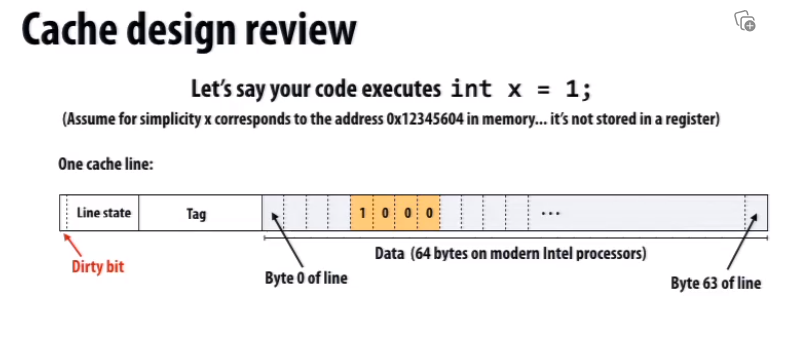 Cache design review
Let's say your code executes int x = 1;
(Assume for simplicity x corresponds to the address 0x12345604 in memory... it's not stored in a register)
One cache line:
Line state Tag 1 0 0 0 ...
Dirty bit
Byte 0 of line
Data (64 bytes on modern Intel processors)
Byte 63 of line